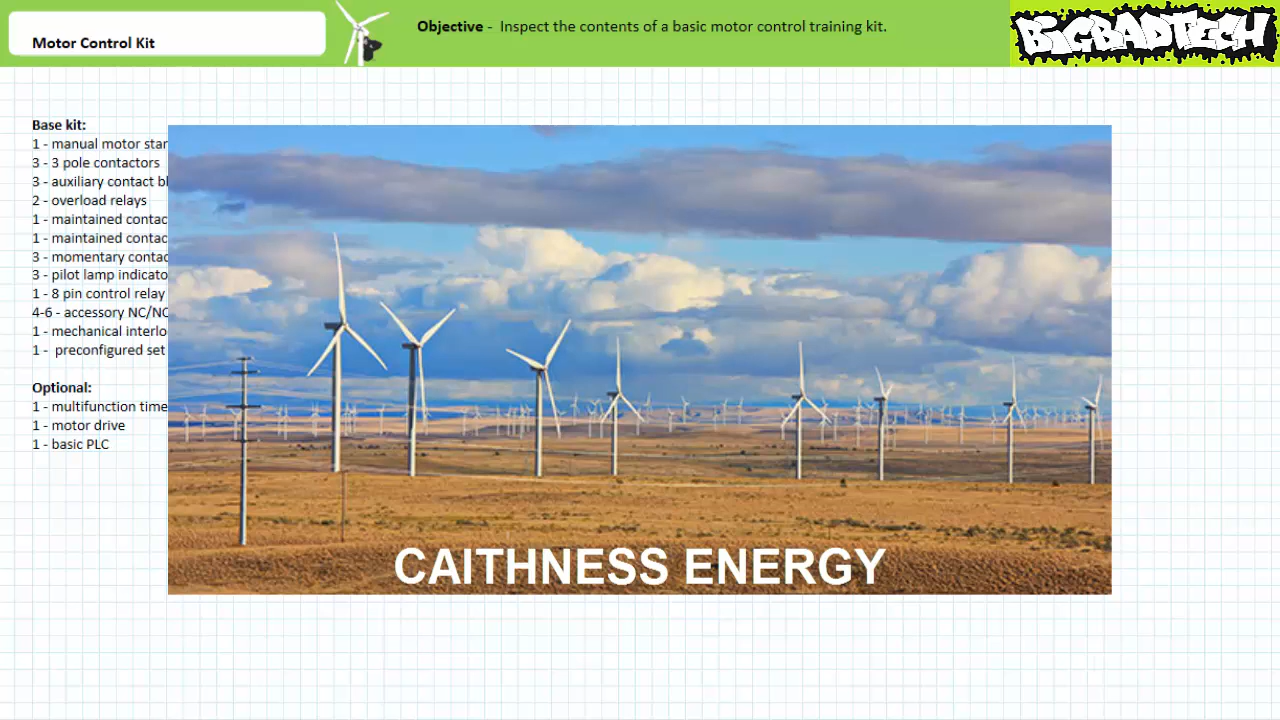 Motor Control Kit
Objective - Inspect the contents of a basic motor control training kit.
BIGBADTECH
Base kit:
1 - manual motor star
3 - 3 pole contactors
3 - auxiliary contact bl
2 - overload relays
1 - maintained contac
1 - maintained contac
3 - momentary contac
3 - pilot lamp indicato
1 - 8 pin control relay
4-6 - accessory NC/NC
1 - mechanical interlo
1 - preconfigured set
Optional:
1 - multifunction time
1 - motor drive
1 - basic PLC
CAITHNESS ENERGY